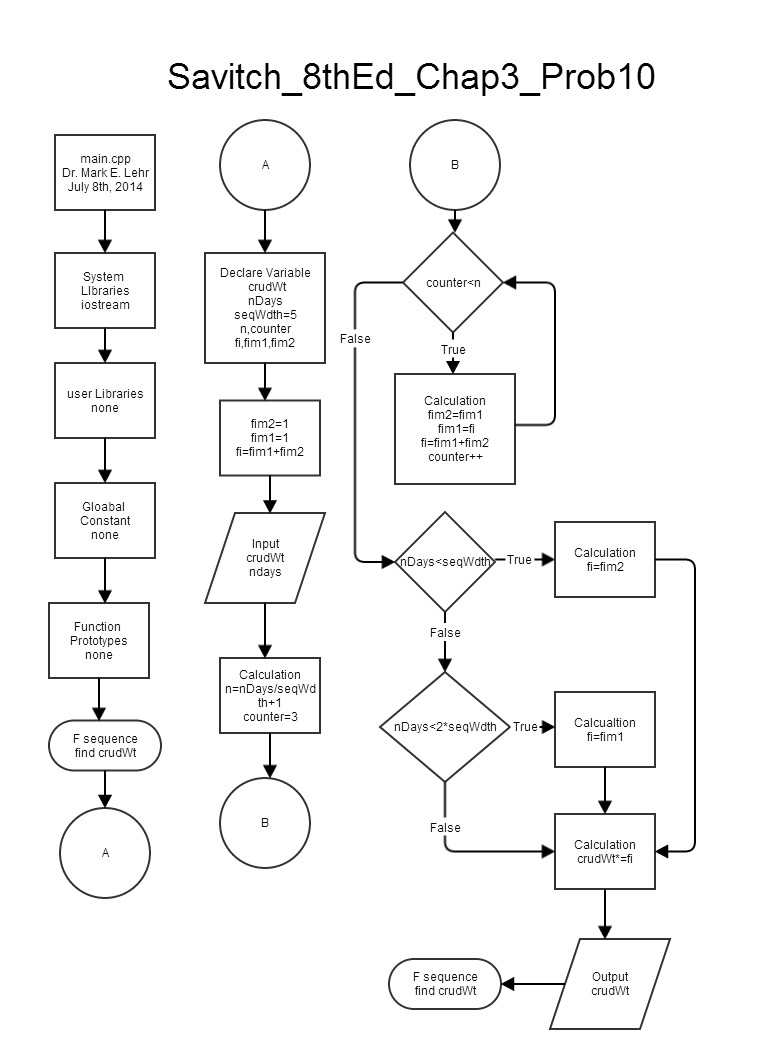 Savitch_8thEd_Chap3_Prob10
main.cpp
Dr. Mark E. Lehr
July 8th, 2014
System
LIbraries
iostream
user Libraries
none
Gloabal
Constant
none
Function
Prototypes
none
F sequence
find crudWt
A
A
Declare Variable
crudWt
nDays
seqWdth=5
n,counter
fi,fim1,fim2
fim2=1
fim1=1
fi=fim1+fim2
Input
crudWt
ndays
Calculation
n=nDays/seqWd
th+1
counter=3
B
B
counter<n
False
True
Calculation
fim2=fim1
fim1=fi
fi=fim1+fim2
counter++
nDays<seqWdth
True
Calculation
fi=fim2
False
nDays<2*seqWdth
True
Calcualtion
fi=fim1
False
Calculation
crudWt*=fi
Output
crudWt
F sequence
find crudWt